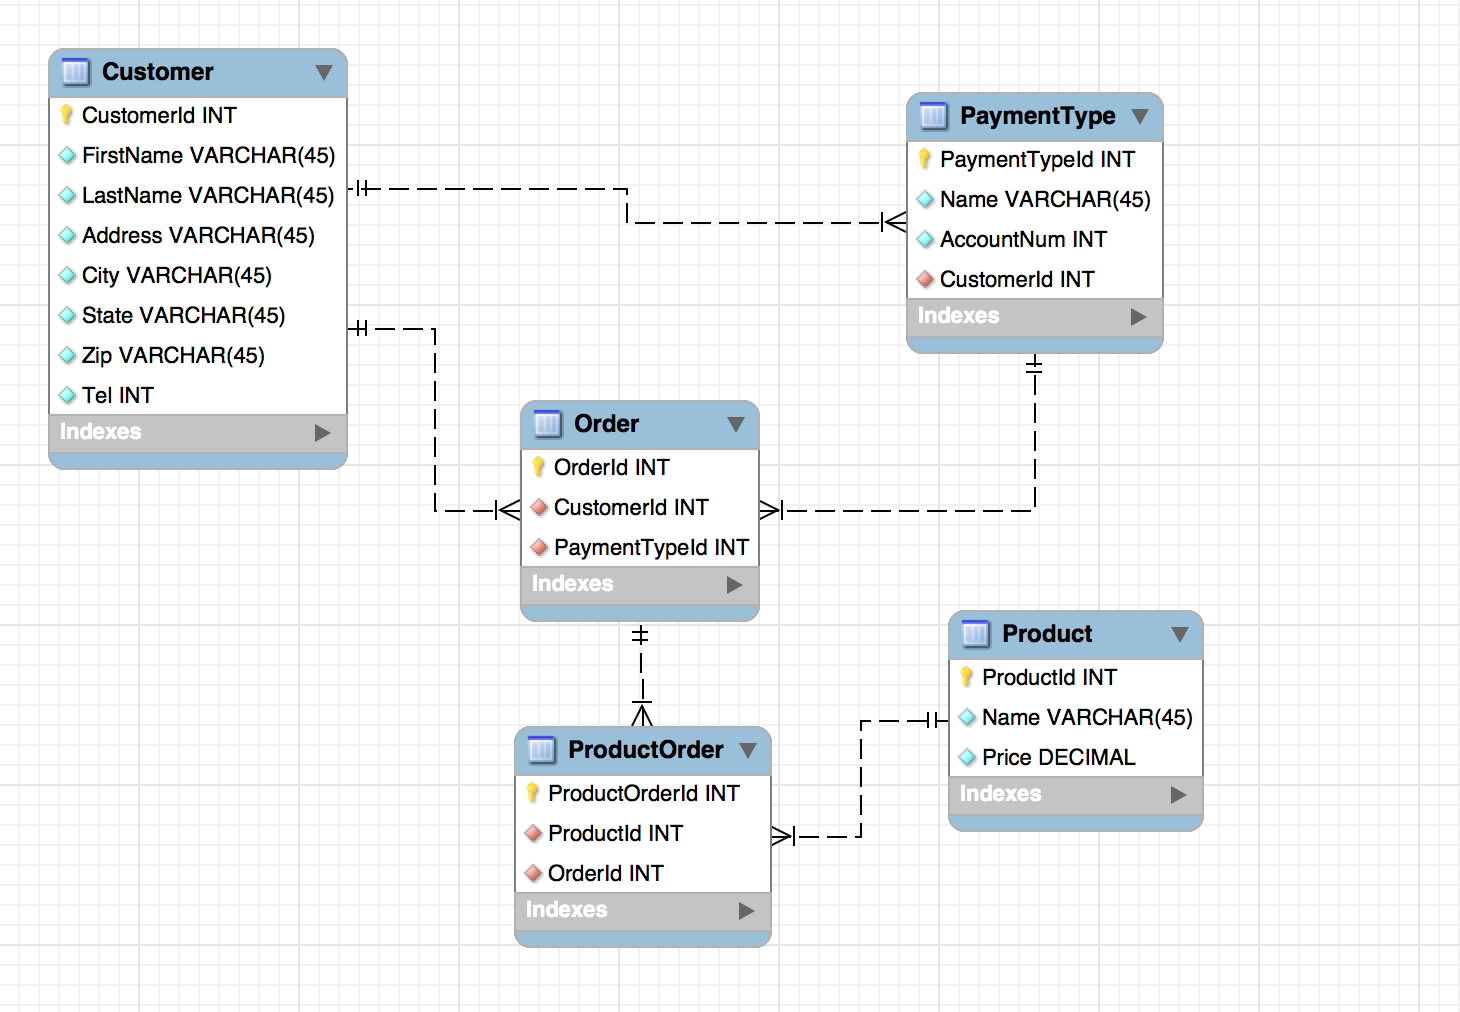 Customer
CustomerId INT
FirstName VARCHAR(45)
LastName VARCHAR(45)
Address VARCHAR(45)
City VARCHAR(45)
State VARCHAR(45)
Zip VARCHAR(45)
Tel INT
Indexes
PaymentType
PaymentTypeId INT
Name VARCHAR(45)
AccountNum INT
CustomerId INT
Indexes
Order
OrderId INT
CustomerId INT
PaymentTypeId INT
Indexes
Product
ProductId INT
Name VARCHAR(45)
Price DECIMAL
Indexes
ProductOrder
ProductOrderId INT
ProductId INT
OrderId INT
Indexes